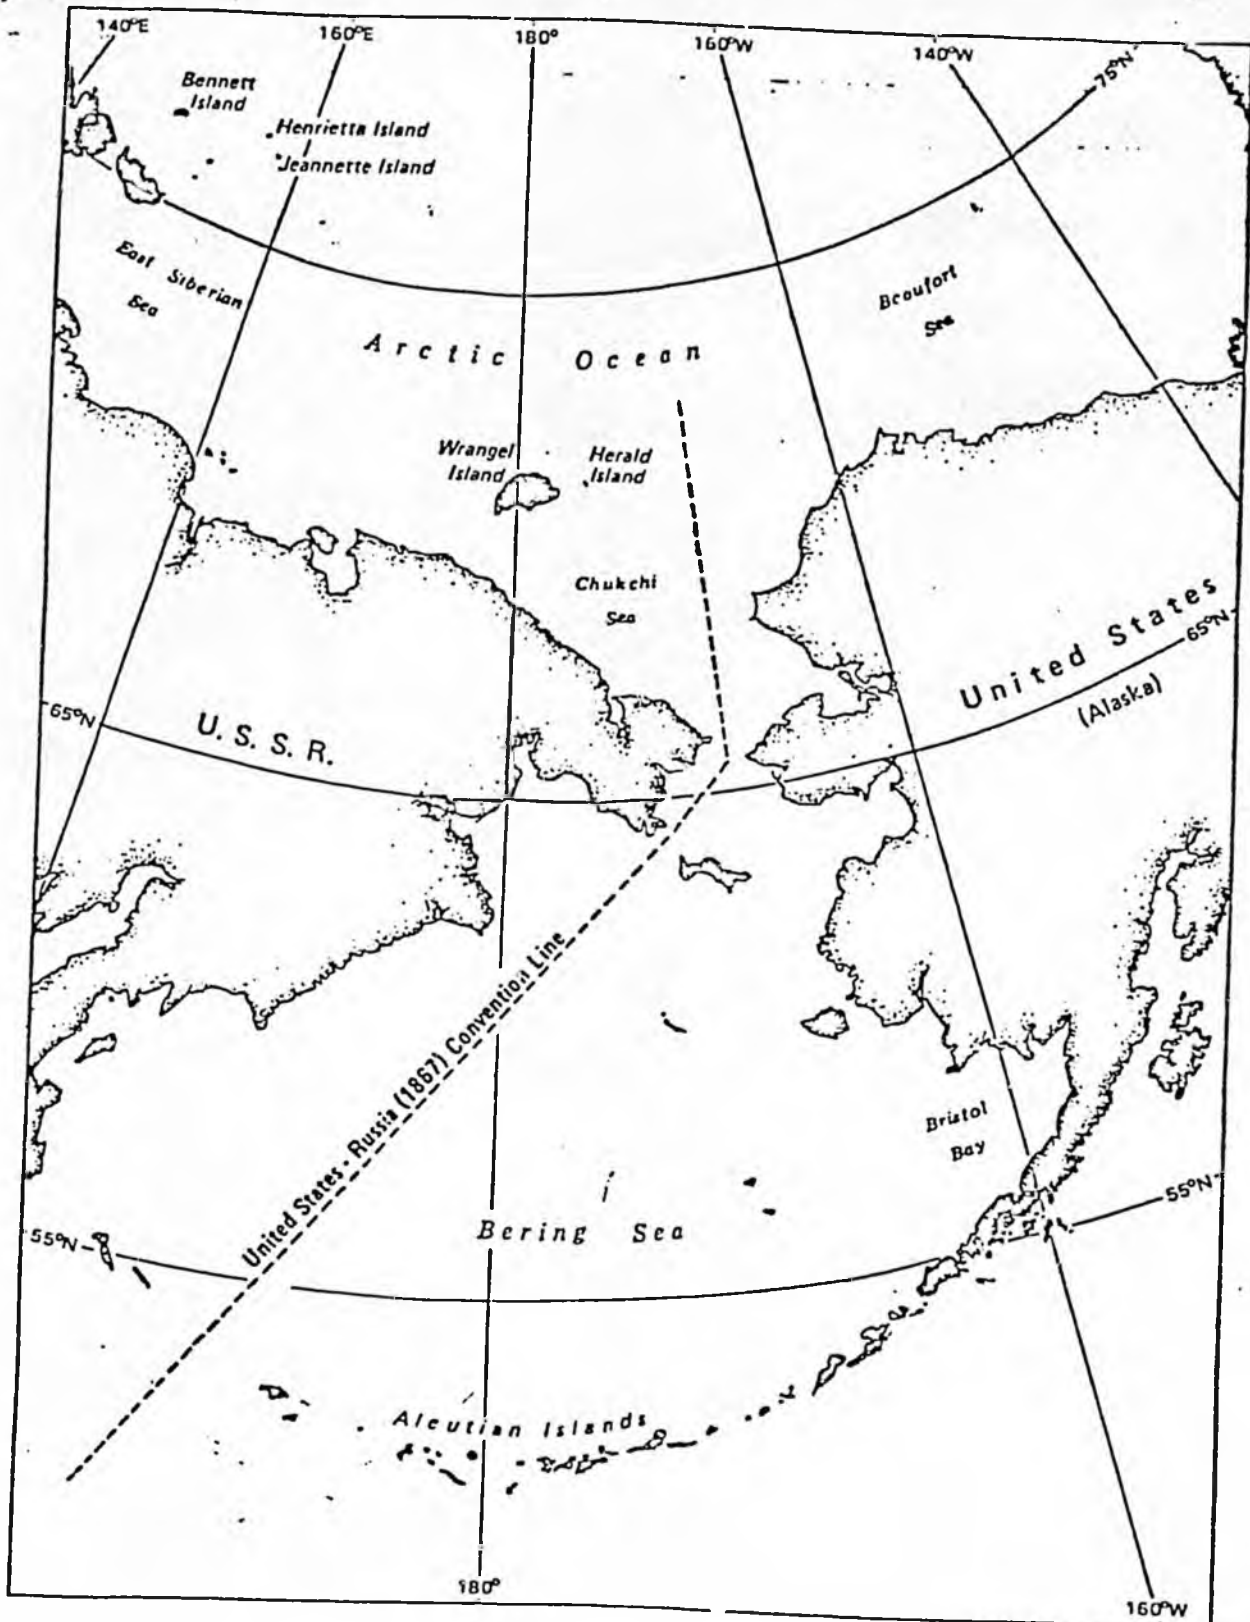 140°E
160°E
180°
160°W
140°W
75°N
Bennett
Island
Henrietta Island
Jeannette Island
East Siberian
Sea
Beaufort
Sea
Arctic Ocean
Wrangel
Island
Herald
Island
Chukchi
Sea
United States
(Alaska)
65°N
65°N
U.S.S.R.
United States - Russia (1867) Convention Line
Bristol
Bay
55°N
Bering Sea
55°N
Aleutian Islands
180°
160°W